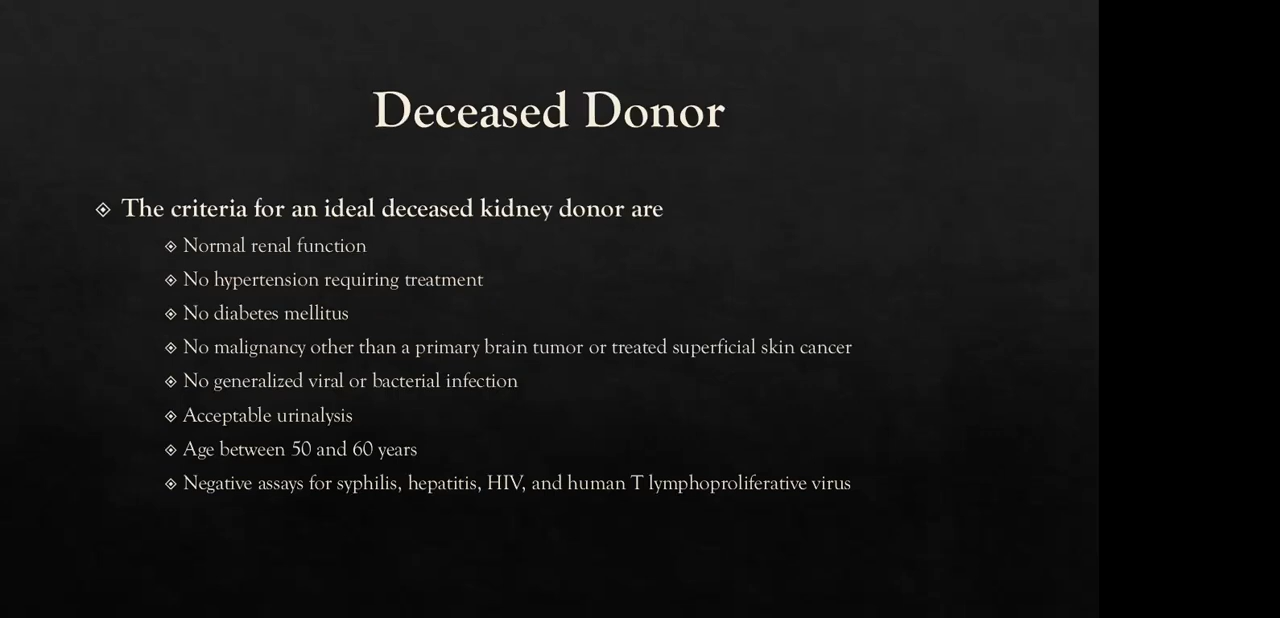 Deceased Donor
The criteria for an ideal deceased kidney donor are
Normal renal function
No hypertension requiring treatment
No diabetes mellitus
No malignancy other than a primary brain tumor or treated superficial skin cancer
No generalized viral or bacterial infection
Acceptable urinalysis
Age between 50 and 60 years
Negative assays for syphilis, hepatitis, HIV, and human T lymphoproliferative virus